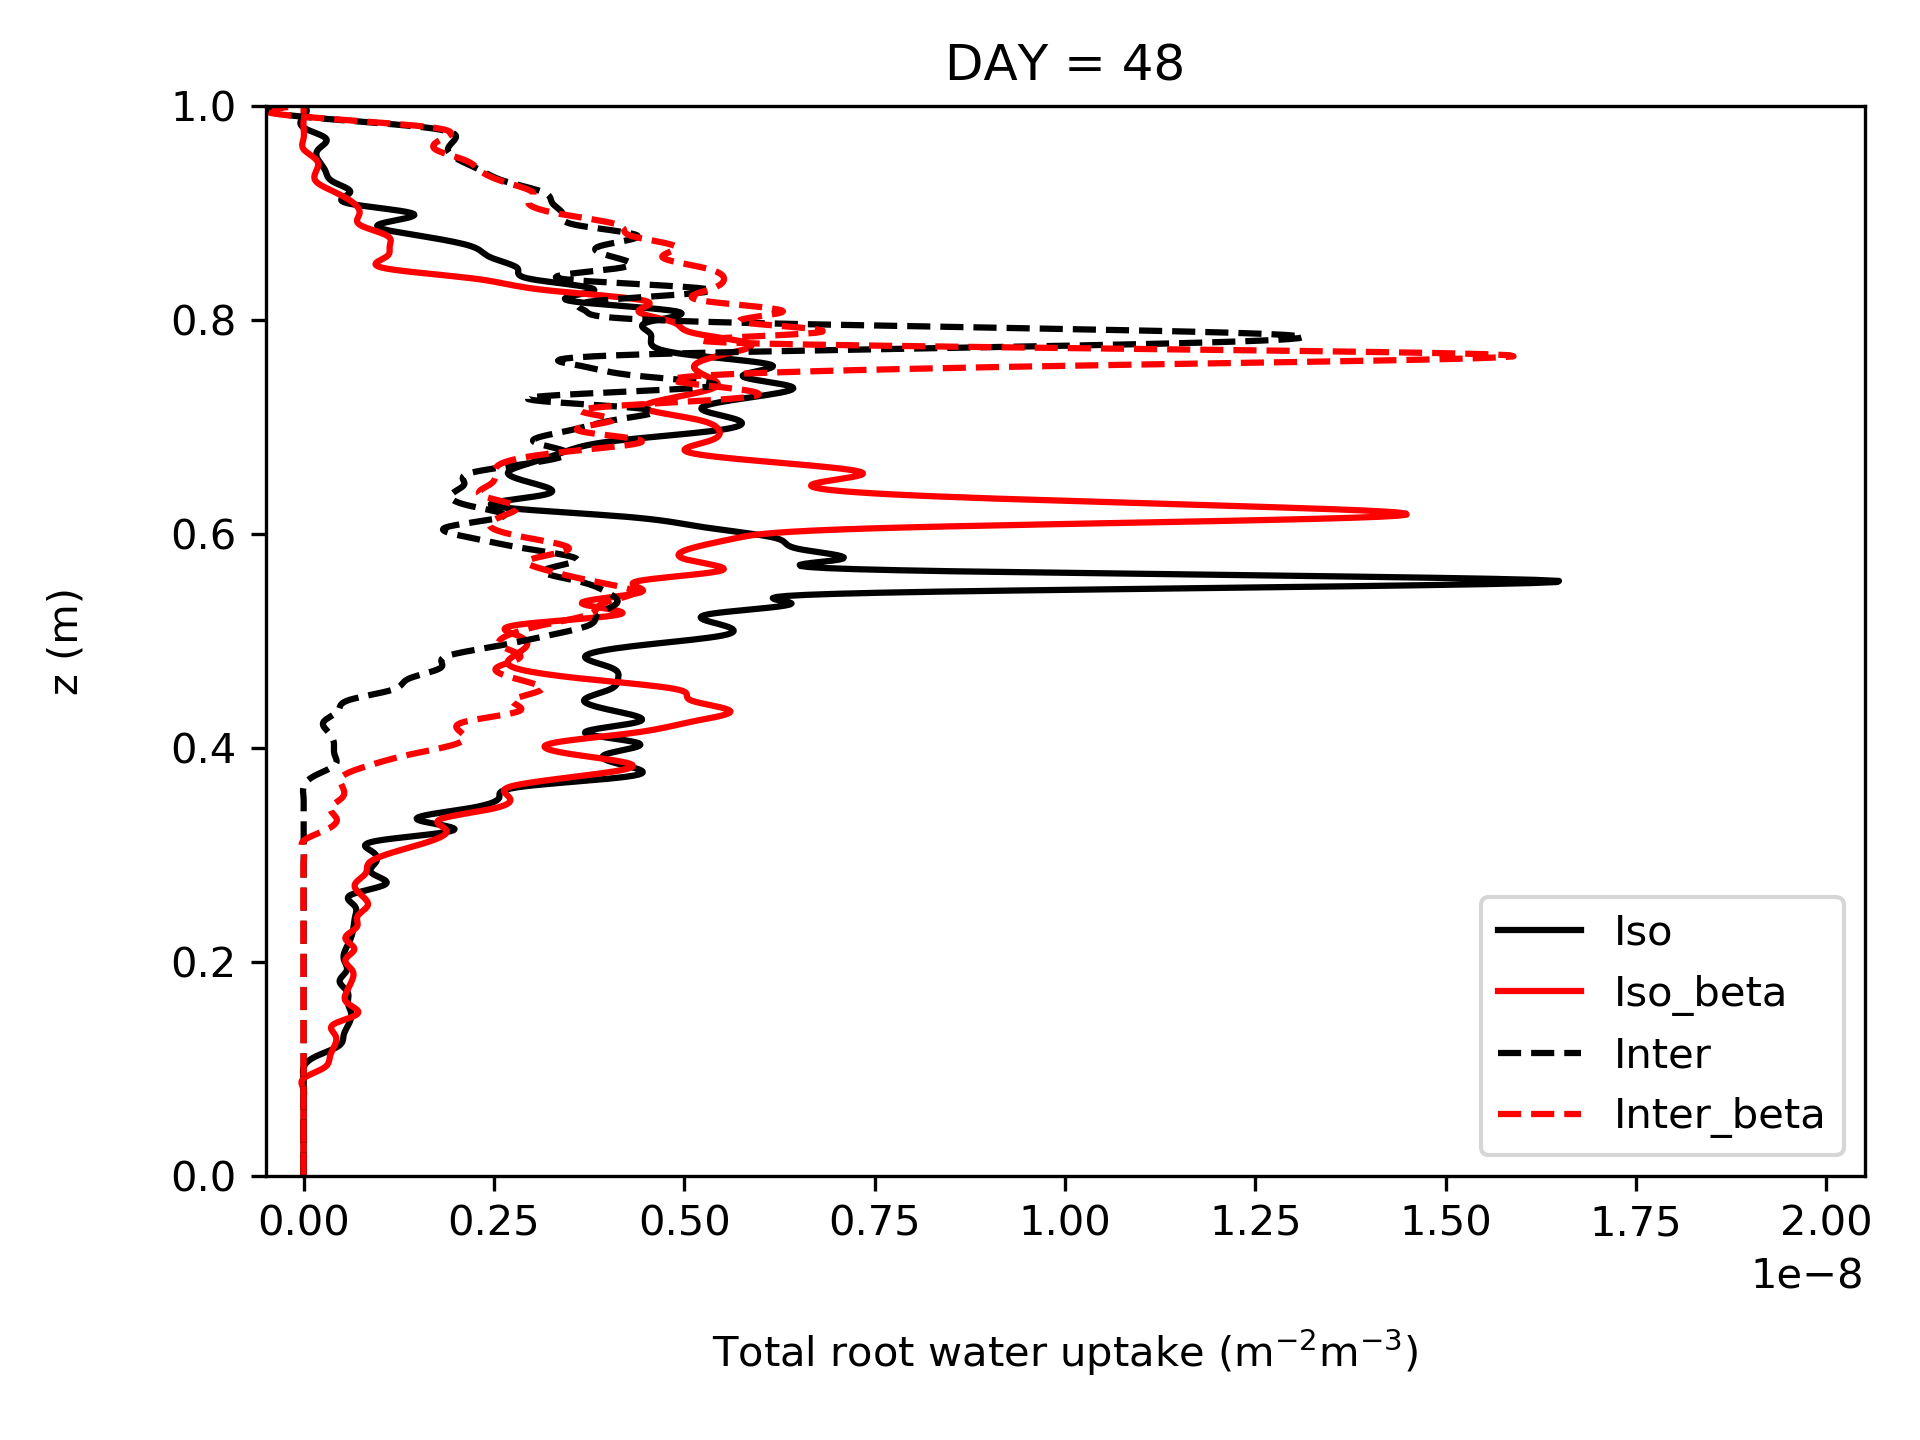 DAY = 48
1.0
0.8
0.6
0.4
0.2
0.0
z (m)
0.00 0.25 0.50 0.75 1.00 1.25 1.50 1.75 2.00
1e−8
Total root water uptake (m⁻²m⁻³)
Iso
Iso_beta
Inter
Inter_beta